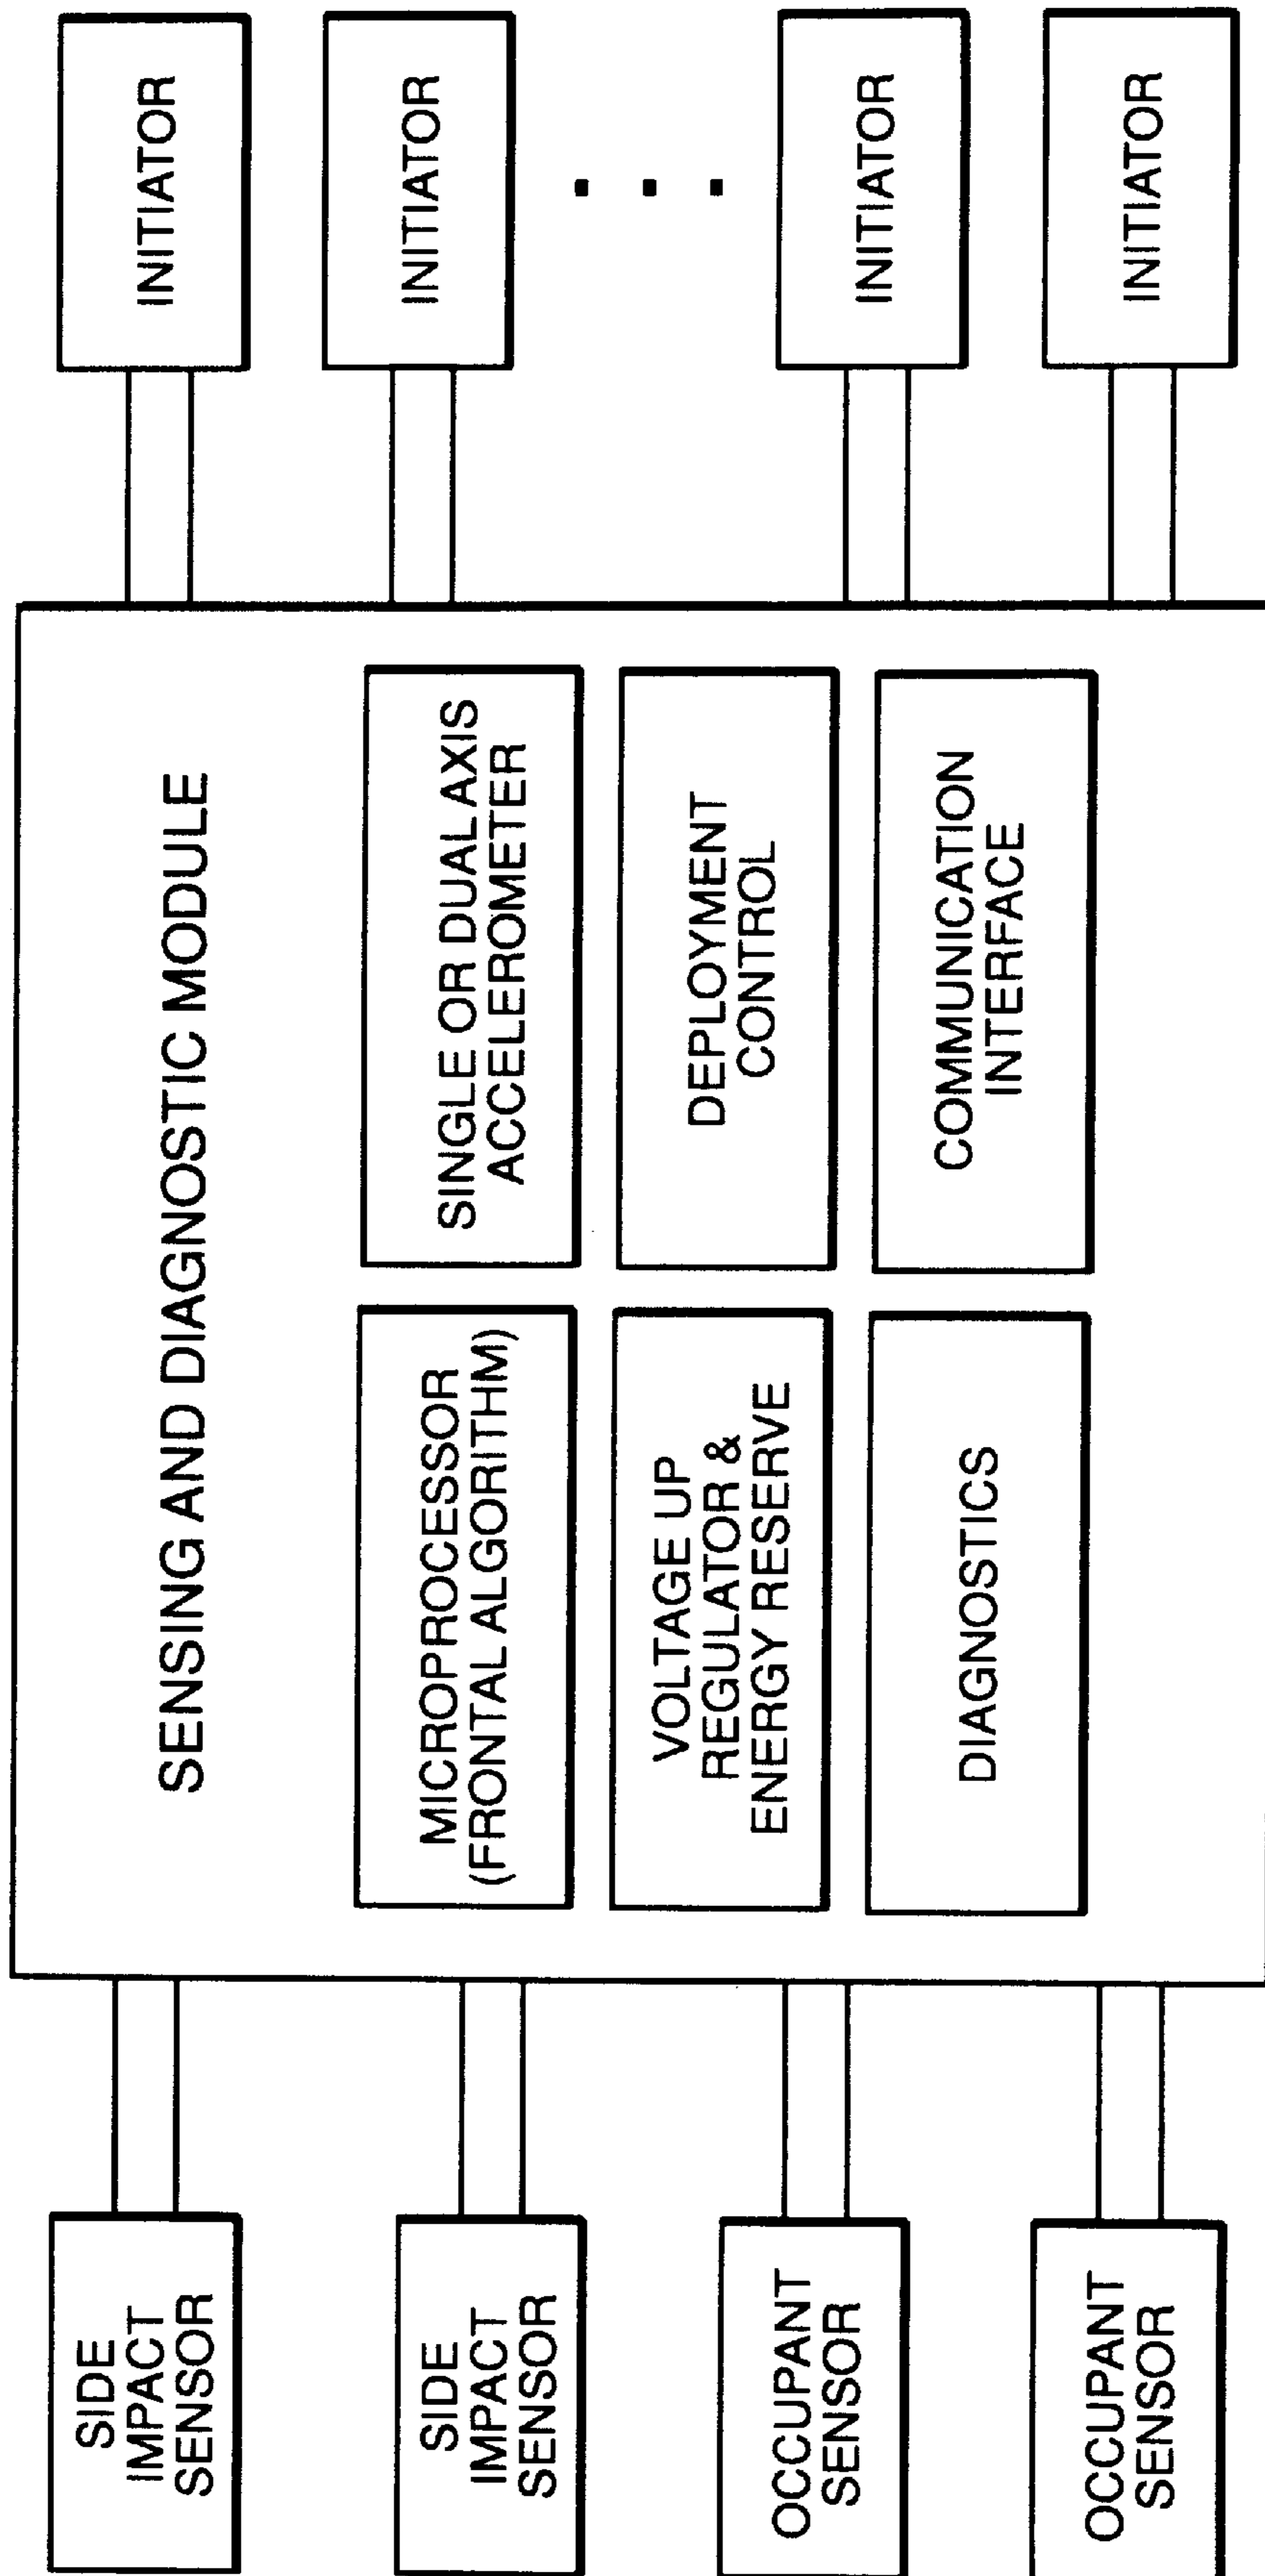 SIDE
IMPACT
SENSOR
SIDE
IMPACT
SENSOR
OCCUPANT
SENSOR
OCCUPANT
SENSOR
SENSING AND DIAGNOSTIC MODULE
MICROPROCESSOR
(FRONTAL ALGORITHM)
SINGLE OR DUAL AXIS
ACCELEROMETER
VOLTAGE UP
REGULATOR &
ENERGY RESERVE
DEPLOYMENT
CONTROL
DIAGNOSTICS
COMMUNICATION
INTERFACE
INITIATOR
INITIATOR
INITIATOR
INITIATOR